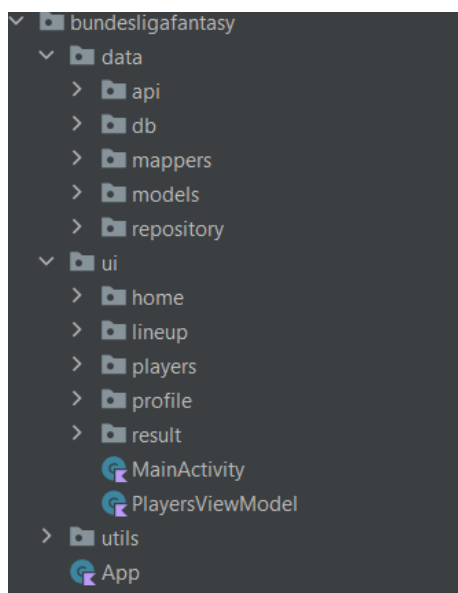 bundesligafantasy
data
api
db
mappers
models
repository
ui
home
lineup
players
profile
result
MainActivity
PlayersViewModel
utils
App